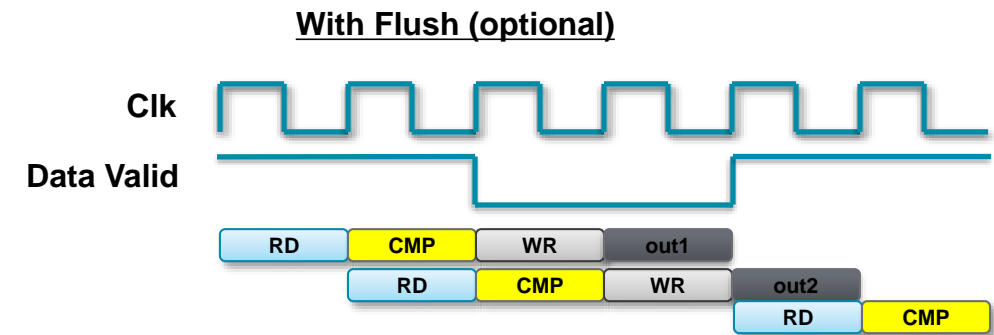 With Flush (optional)
Clk
Data Valid
RD CMP WR out1
RD CMP WR out2
RD CMP